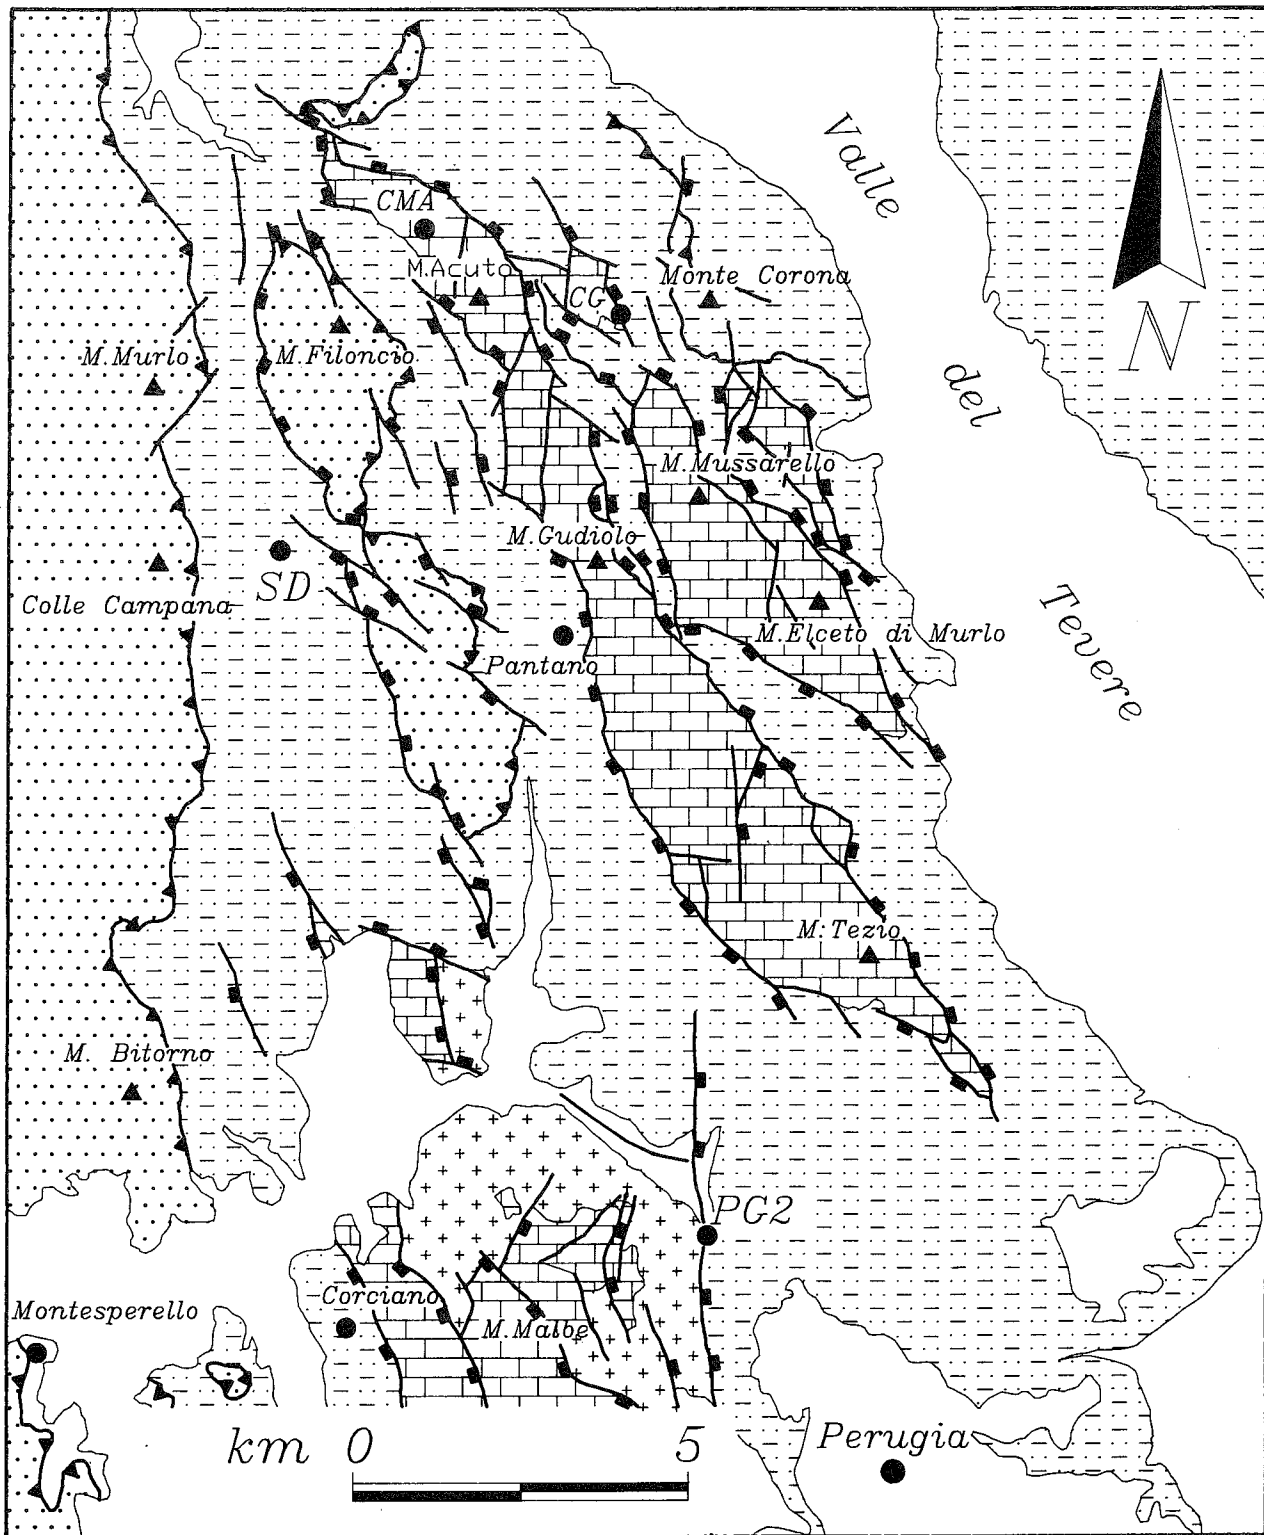 Valle
del
Tevere
N
CMA
M.Acuto
CG
Monte Corona
M.Murlo
M.Filoncio
M.Mussarello
M.Gudiolo
SD
Colle Campana
Pantano
M.Elceto di Murlo
M.Tezio
M. Bitorno
PG2
Corciano
Montesperello
M.Malbe
km 0 5
Perugia